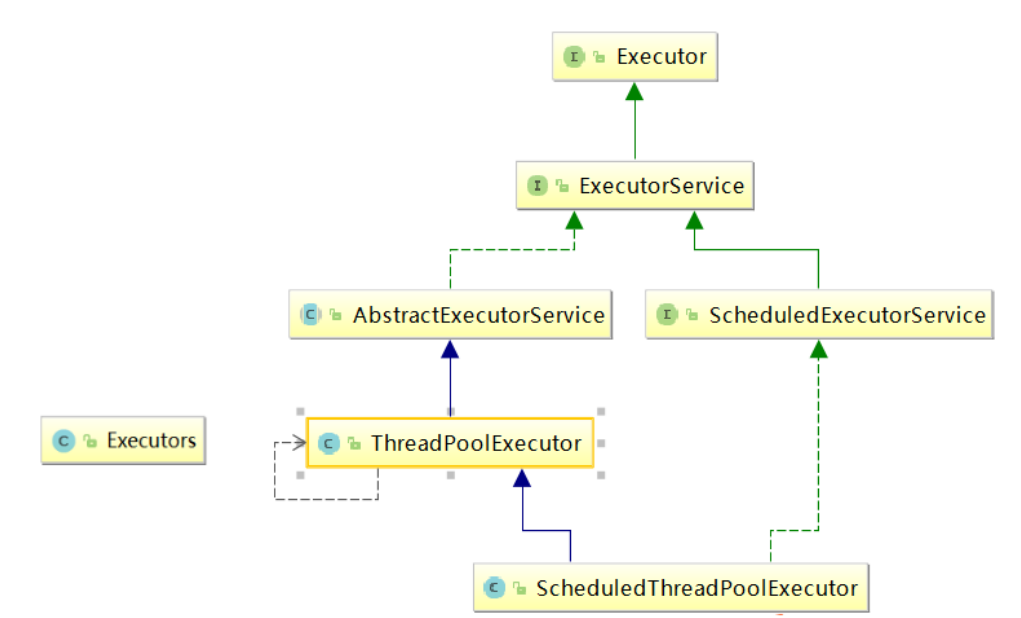 I Executor
I ExecutorService
C AbstractExecutorService
I ScheduledExecutorService
C Executors
C ThreadPoolExecutor
C ScheduledThreadPoolExecutor